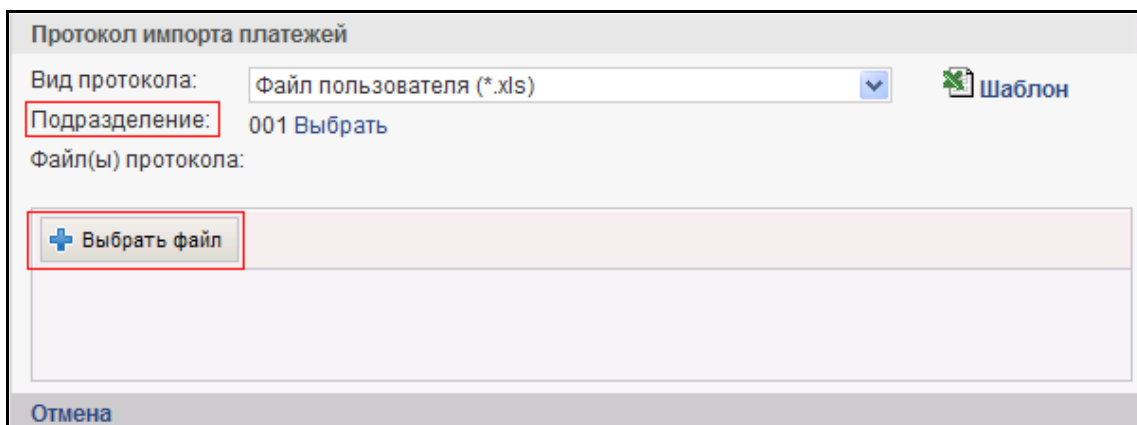 Протокол импорта платежей
Вид протокола: Файл пользователя (*.xls) Шаблон
Подразделение: 001 Выбрать
Файл(ы) протокола:
Выбрать файл
Отмена